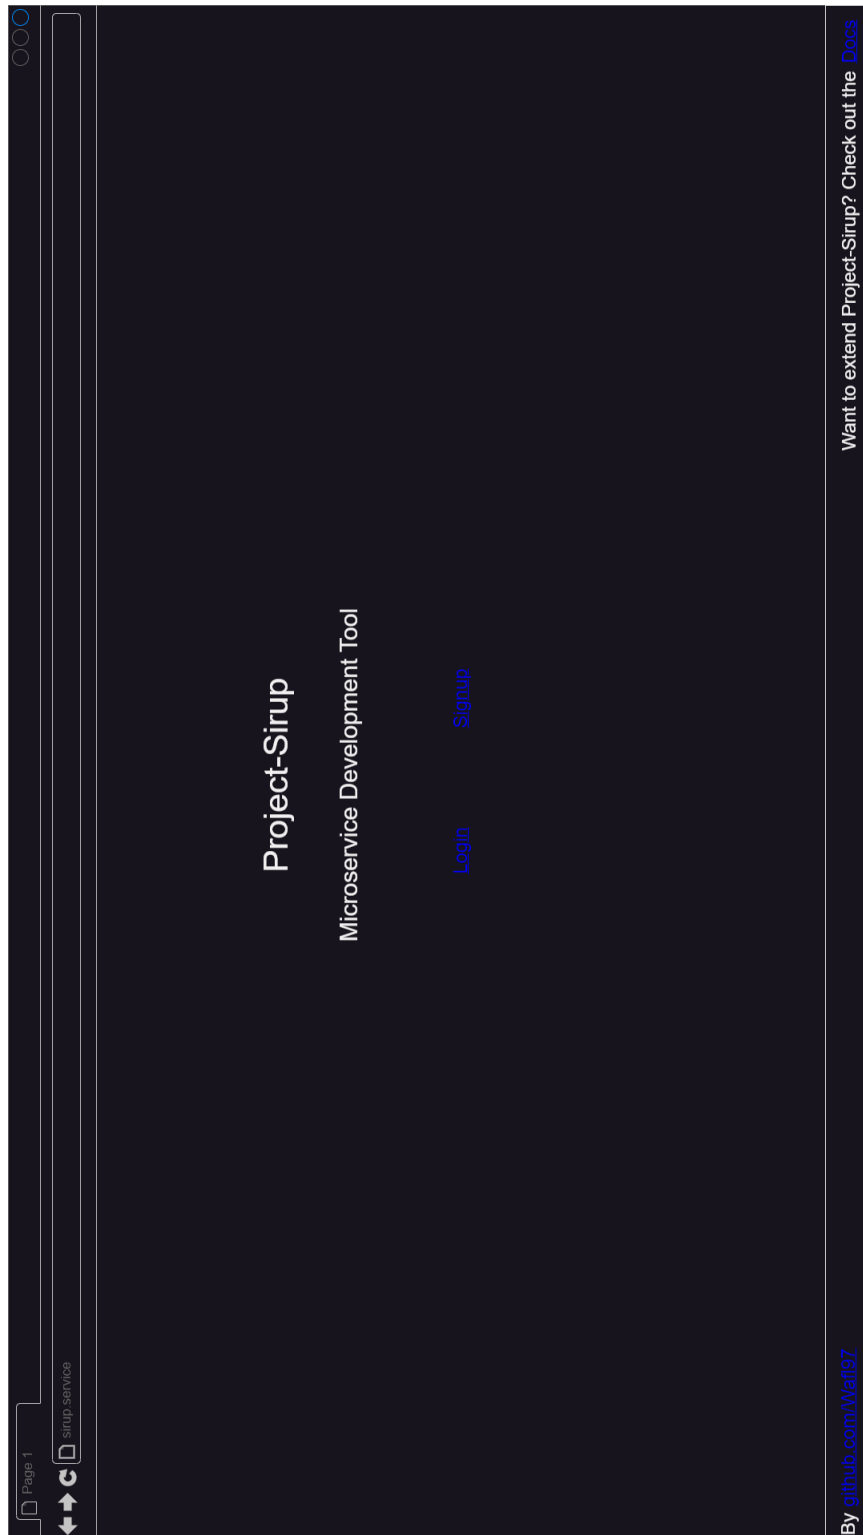 Page 1
sirup.service
Project-Sirup
Microservice Development Tool
Login Signup
By github.com/Wafl97 Want to extend Project-Sirup? Check out the Docs